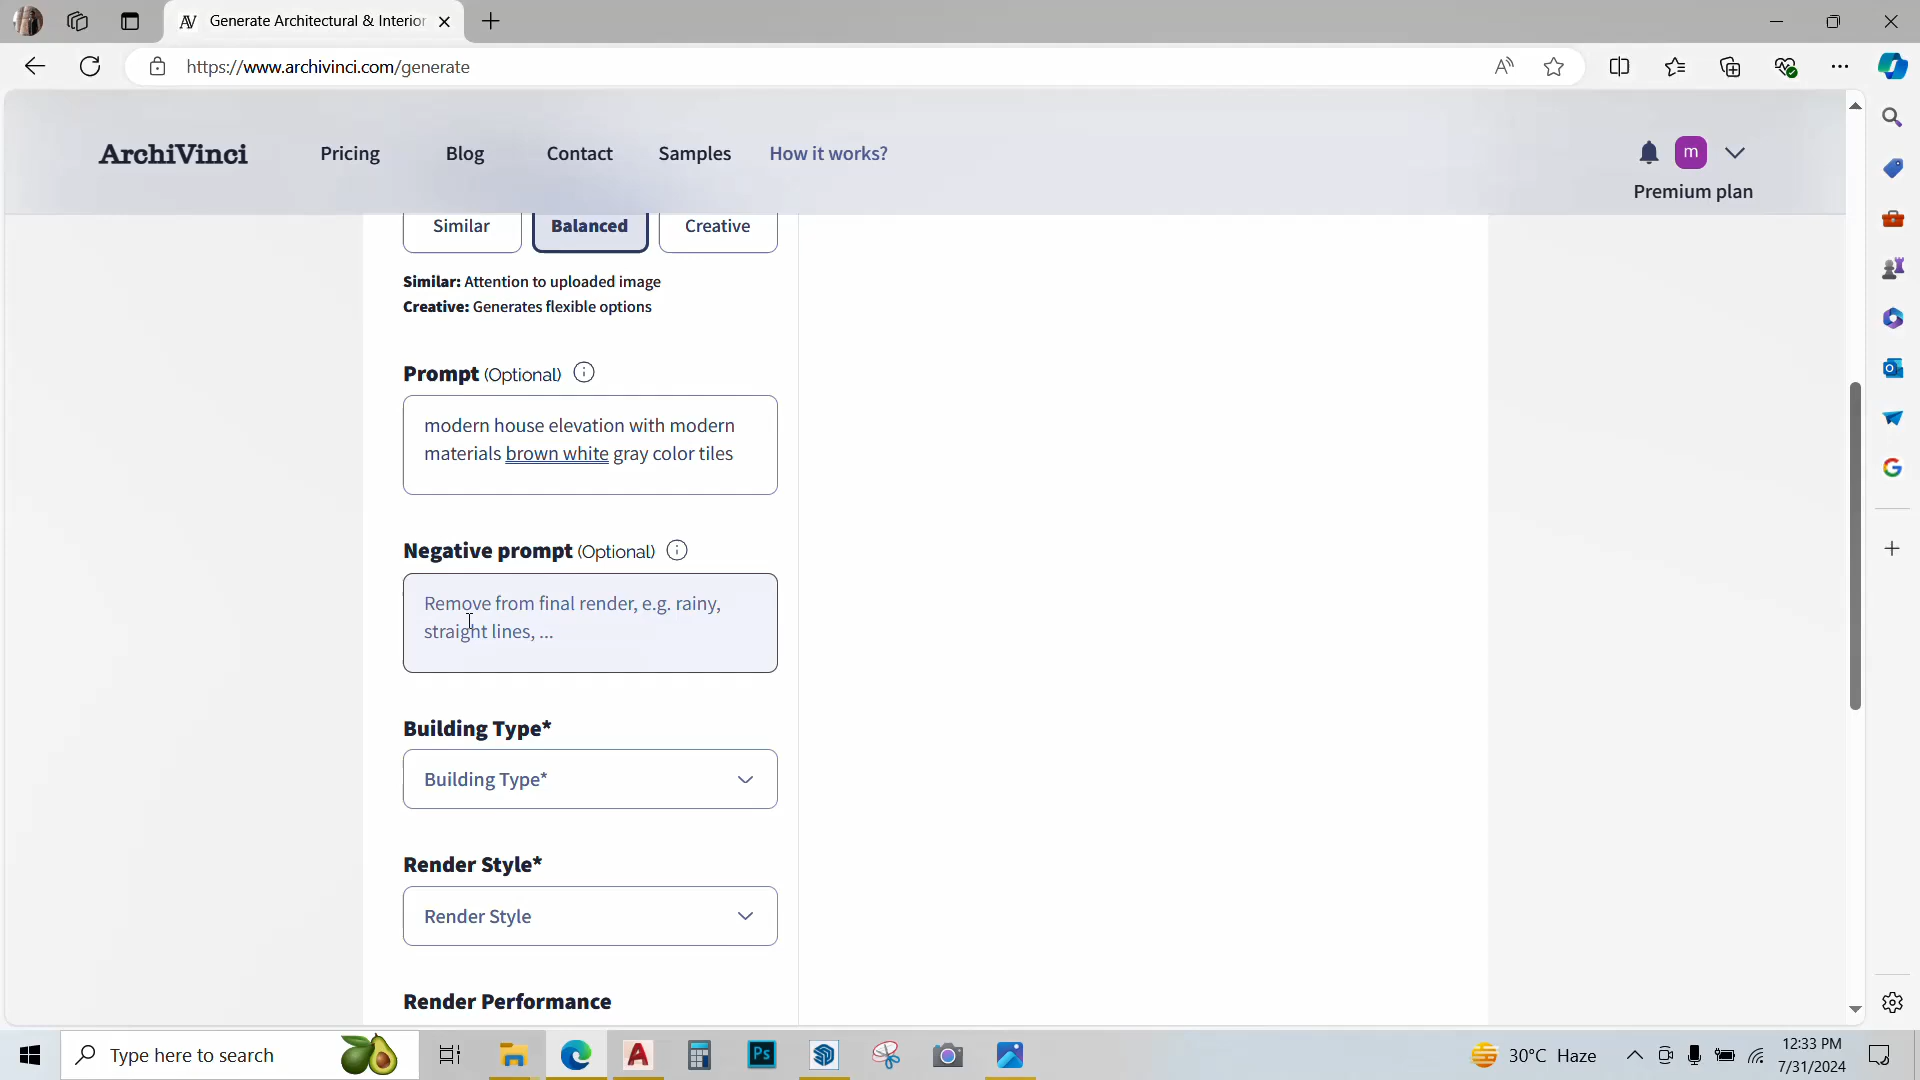 Generate Architectural & Interior
https://www.archivinci.com/generate
ArchiVinci
Pricing
Blog
Contact
Samples
How it works?
m
Premium plan
Similar
Balanced
Creative
Similar: Attention to uploaded image
Creative: Generates flexible options
Prompt (Optional)
modern house elevation with modern
materials brown white gray color tiles
Negative prompt (Optional)
Remove from final render, e.g. rainy,
straight lines, ...
Building Type*
Building Type*
Render Style*
Render Style
Render Performance
Type here to search
30°C Haze
12:33 PM
7/31/2024